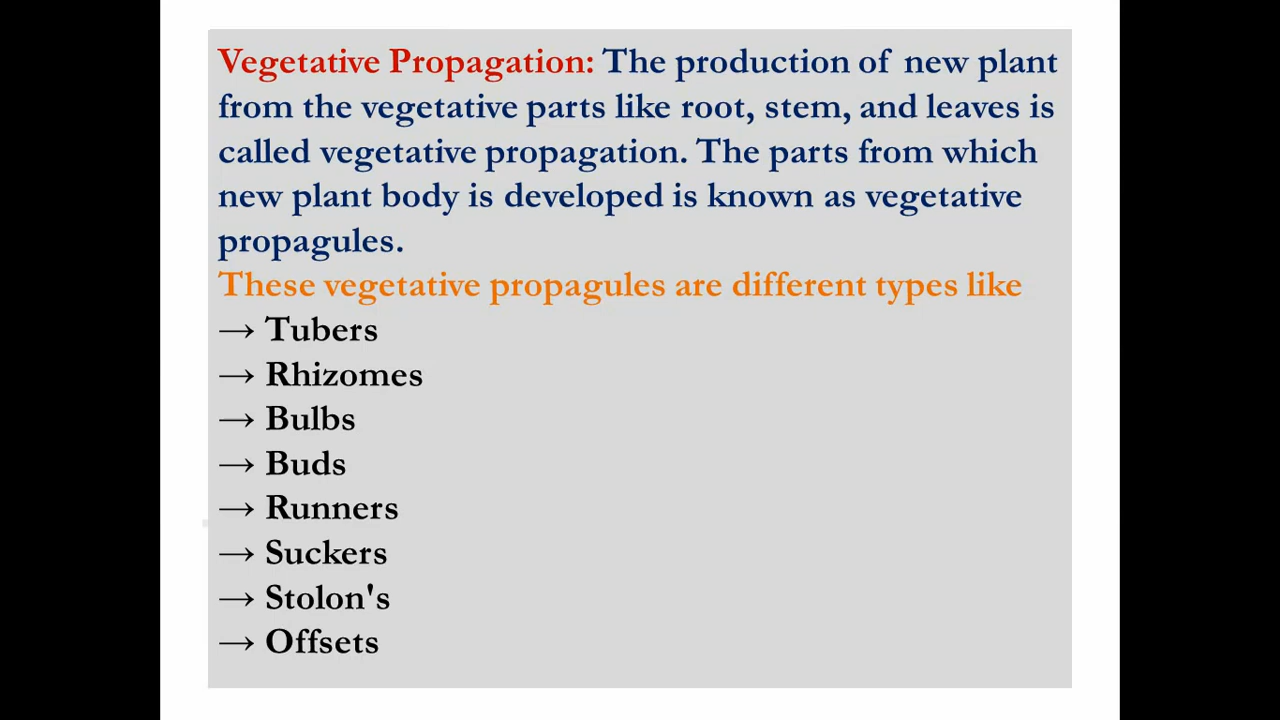 Vegetative Propagation: The production of new plant
from the vegetative parts like root, stem, and leaves is
called vegetative propagation. The parts from which
new plant body is developed is known as vegetative
propagules.
These vegetative propagules are different types like
→ Tubers
→ Rhizomes
→ Bulbs
→ Buds
→ Runners
→ Suckers
→ Stolon's
→ Offsets